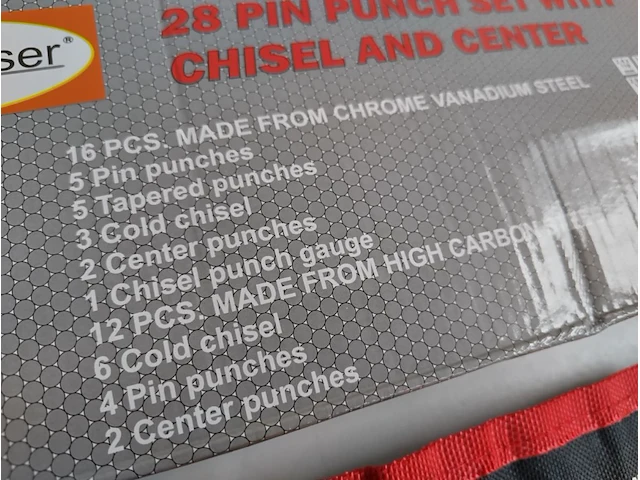 ser®
28 PIN PUNCH SET WITH
CHISEL AND CENTER
16 PCS. MADE FROM CHROME VANADIUM STEEL
5 Pin punches
5 Tapered punches
3 Cold chisel
2 Center punches
1 Chisel punch gauge
12 PCS. MADE FROM HIGH CARBON
6 Cold chisel
4 Pin punches
2 Center punches